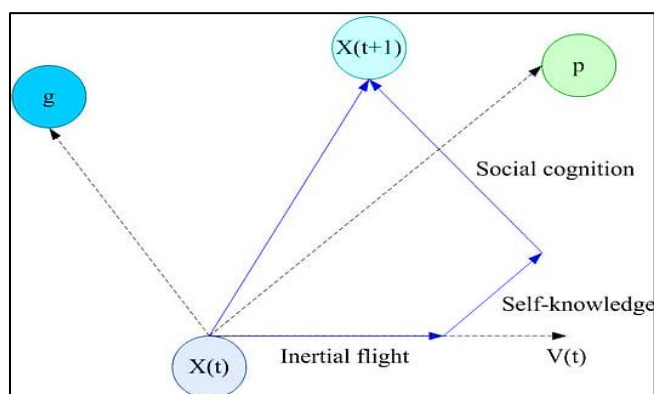 X(t+1)
p
g
Social cognition
Self-knowledge
Inertial flight
V(t)
X(t)